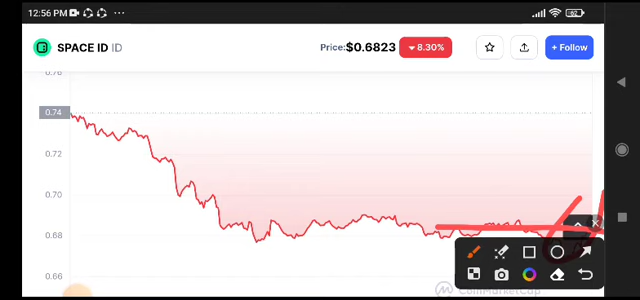 12:56 PM
62
SPACE ID ID
Price: $0.6823 8.30%
+ Follow
0.76
0.74
0.72
0.70
0.68
0.66
CoinMarketCap